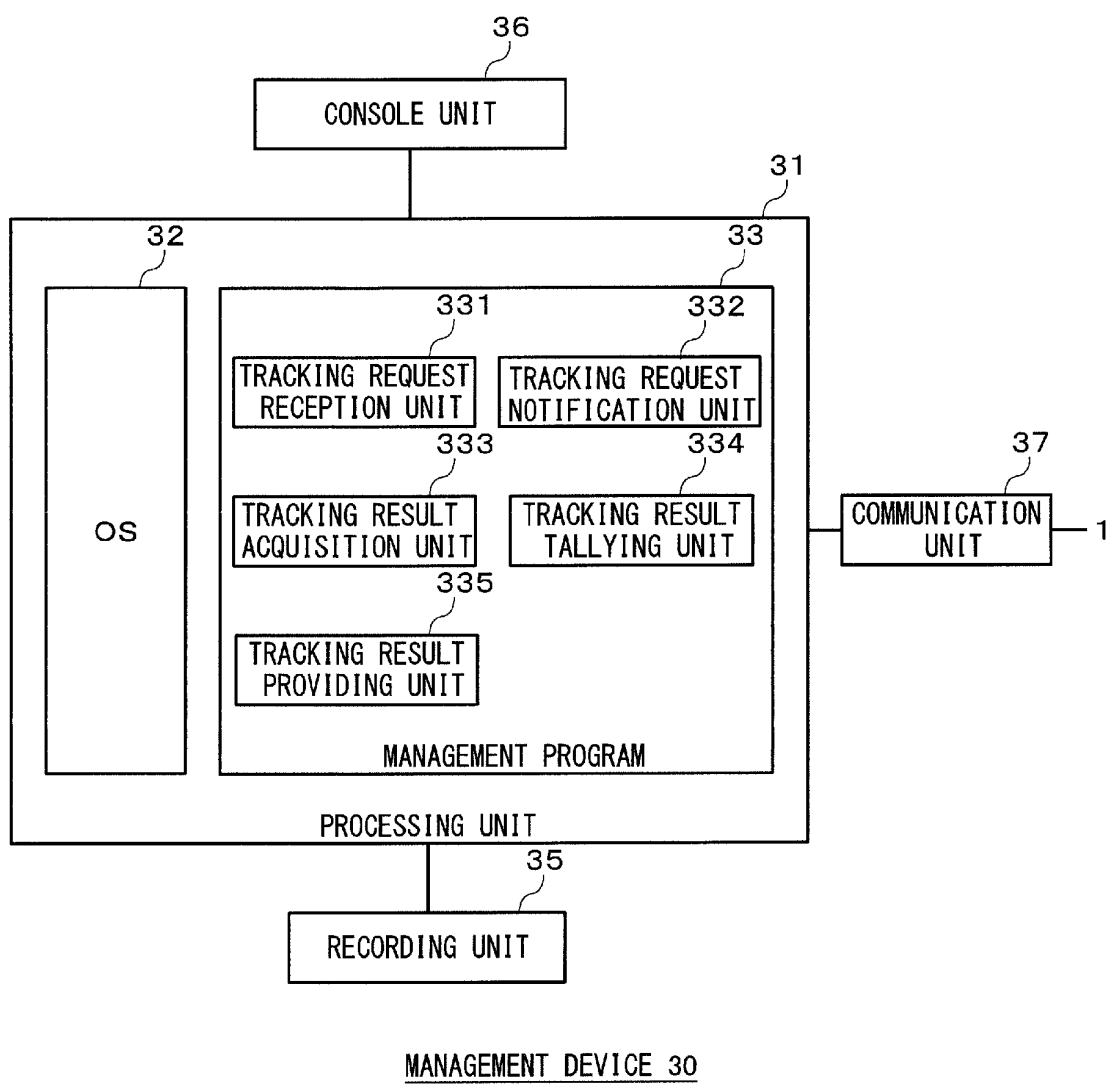 36
CONSOLE UNIT
31
32
33
331
332
TRACKING REQUEST
RECEPTION UNIT
TRACKING REQUEST
NOTIFICATION UNIT
333
334
37
OS
TRACKING RESULT
ACQUISITION UNIT
TRACKING RESULT
TALLYING UNIT
COMMUNICATION
UNIT
1
335
TRACKING RESULT
PROVIDING UNIT
MANAGEMENT PROGRAM
PROCESSING UNIT
35
RECORDING UNIT
MANAGEMENT DEVICE 30